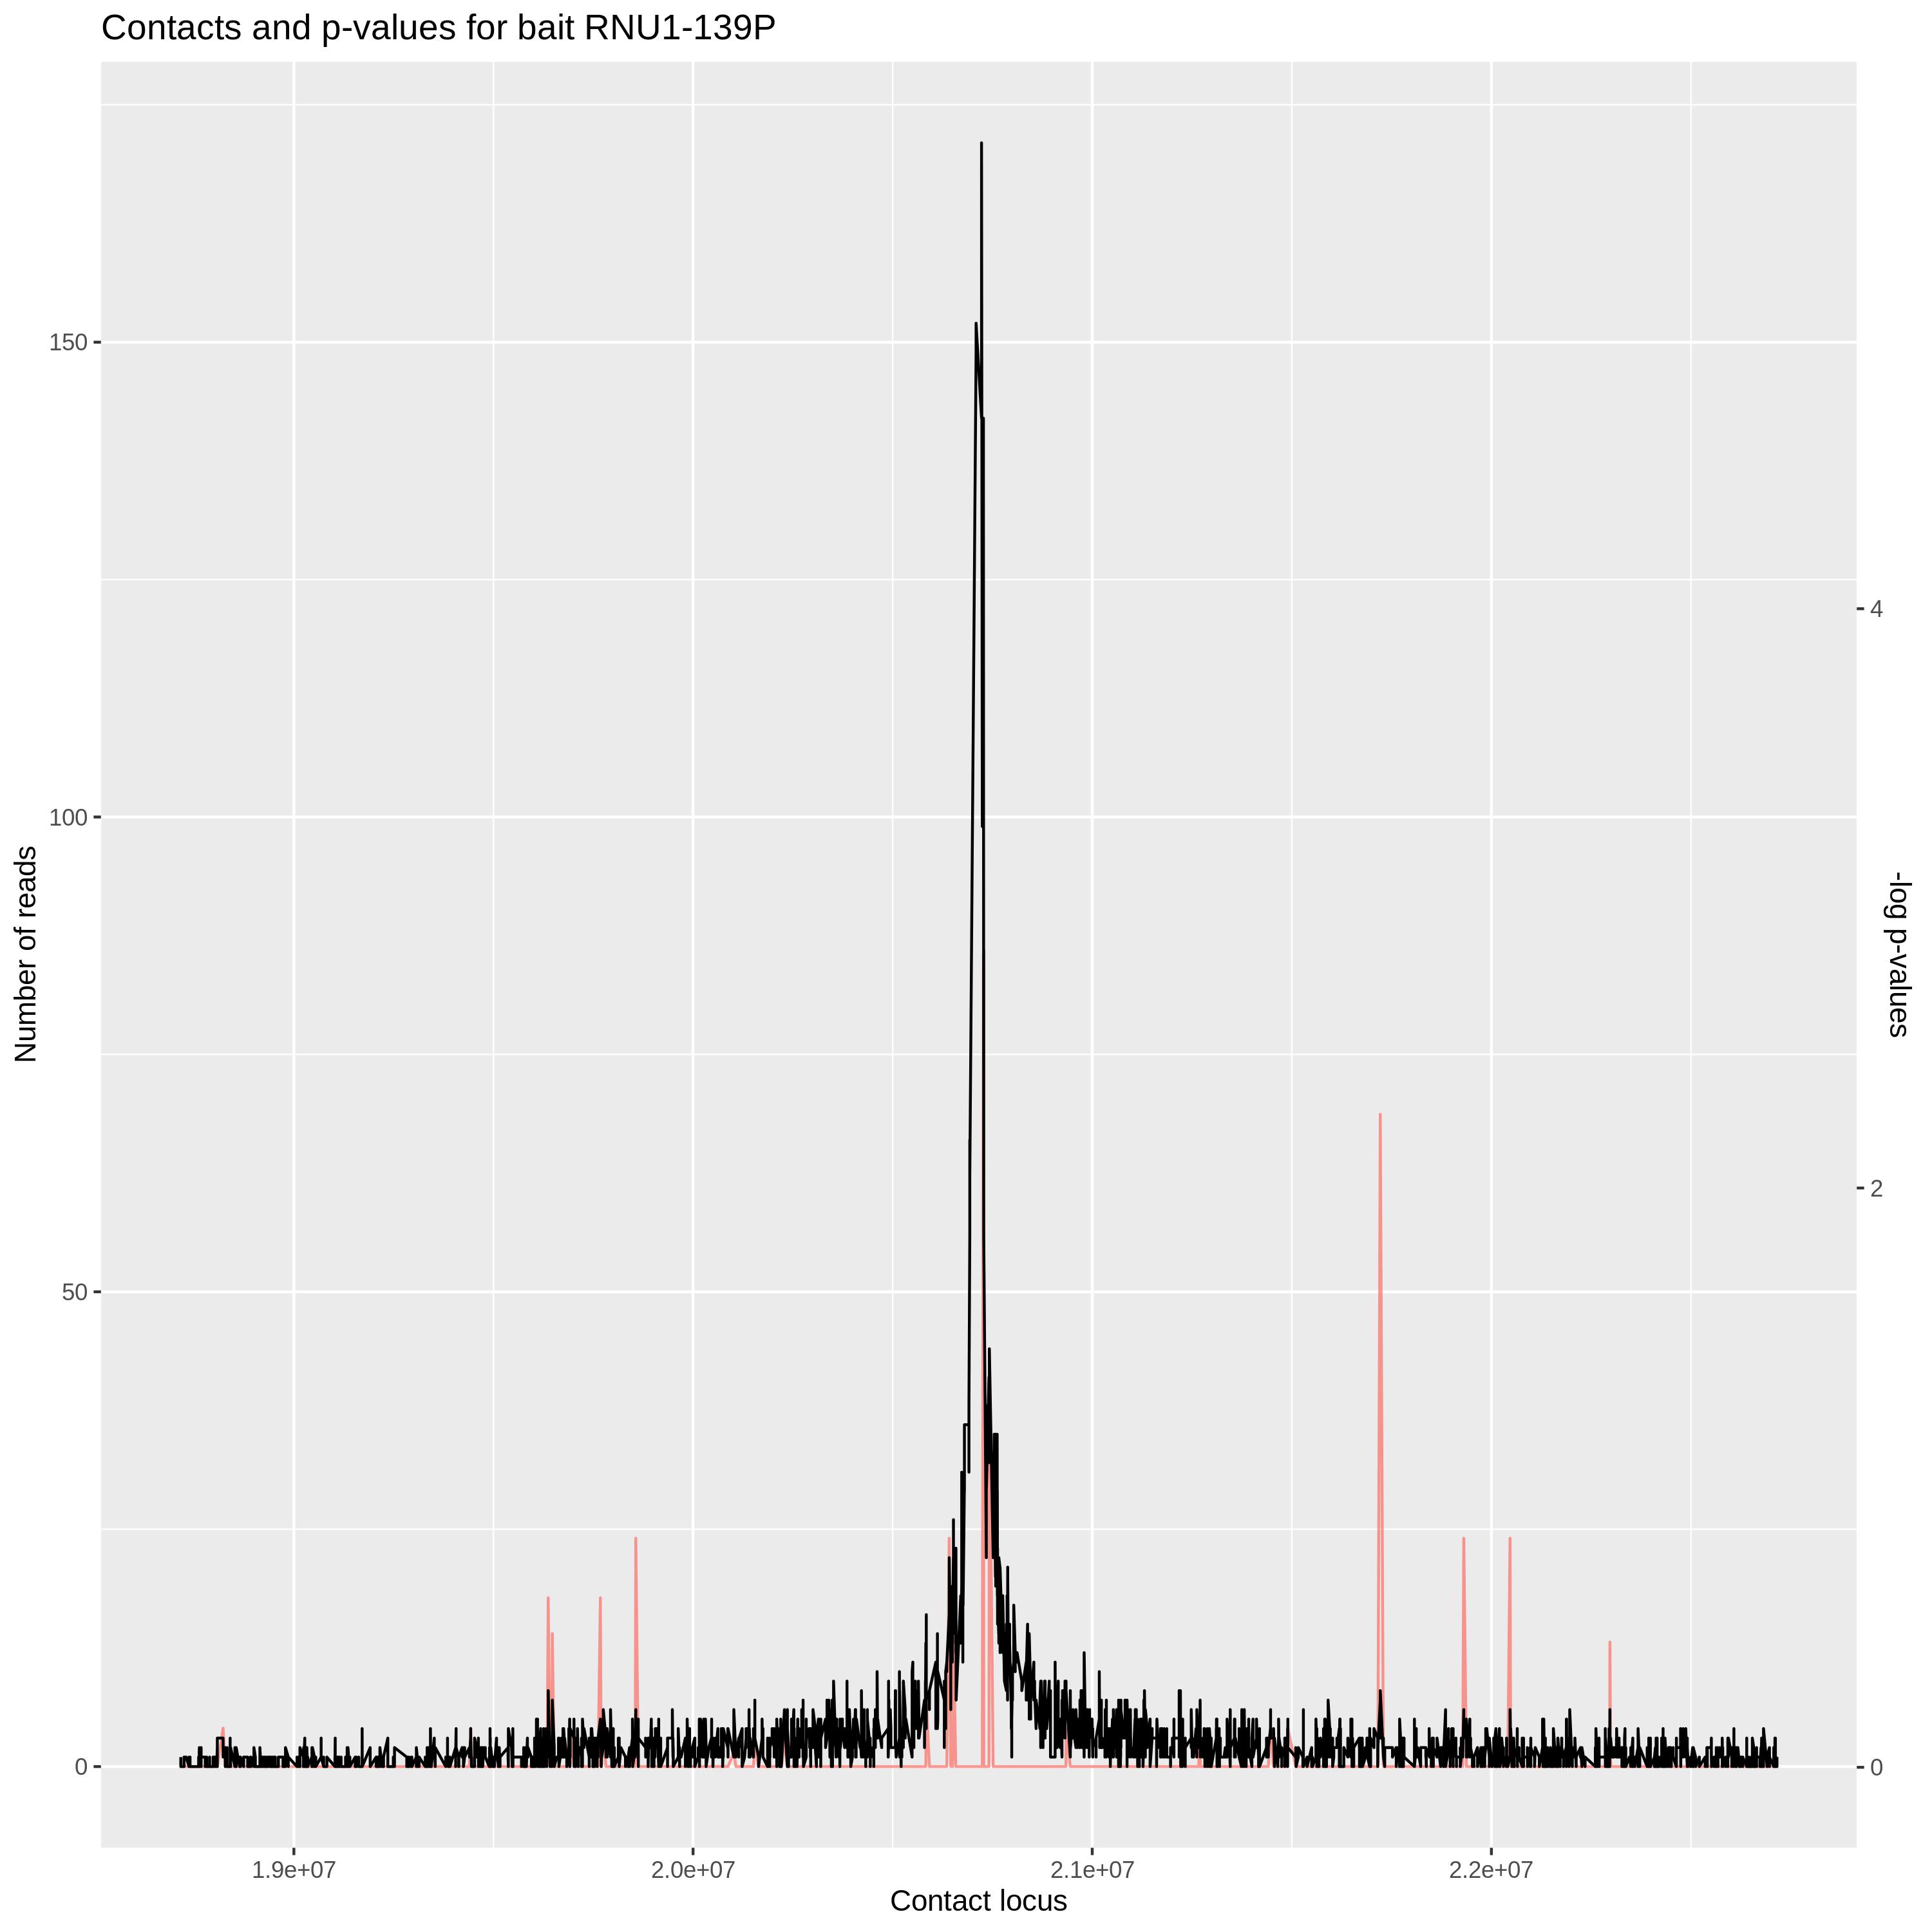 Contacts and p-values for bait RNU1-139P
150
100
50
0
Number of reads
4
2
0
-log p-values
1.9e+07
2.0e+07
2.1e+07
2.2e+07
Contact locus